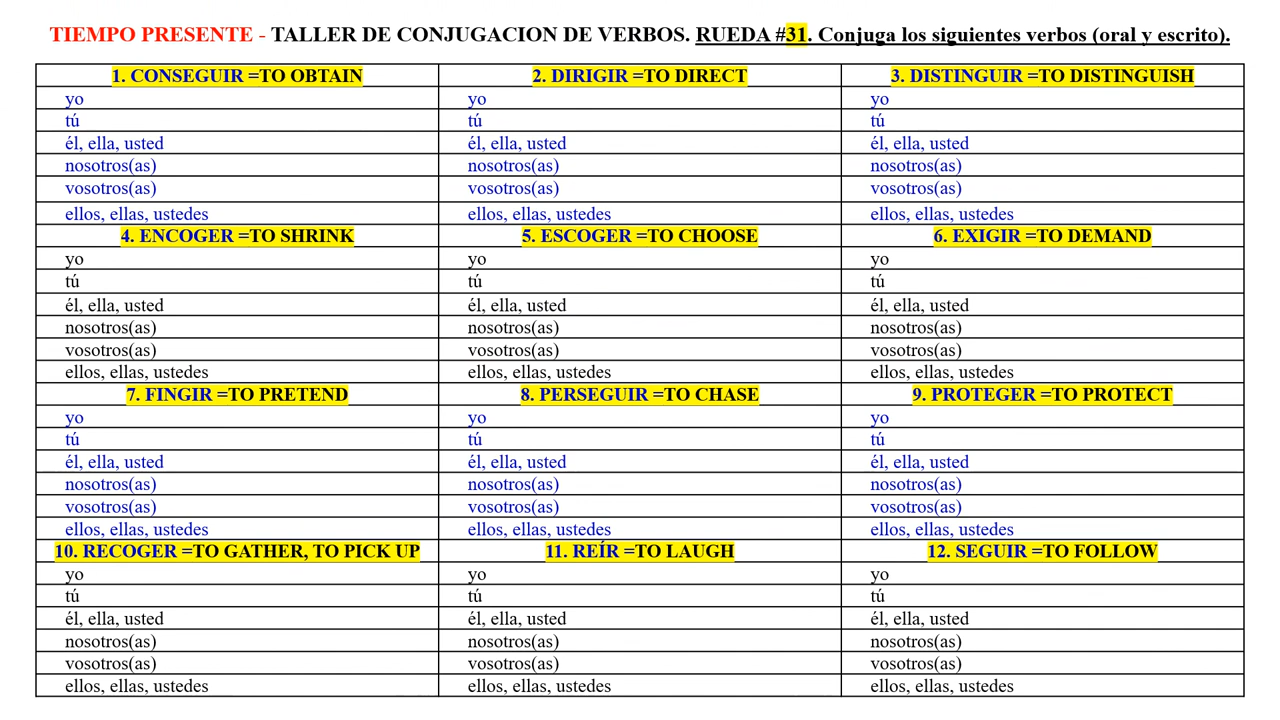 TIEMPO PRESENTE - TALLER DE CONJUGACION DE VERBOS. RUEDA #31. Conjuga los siguientes verbos (oral y escrito).
1. CONSEGUIR =TO OBTAIN 2. DIRIGIR =TO DIRECT 3. DISTINGUIR =TO DISTINGUISH
yo yo yo
tú tú tú
él, ella, usted él, ella, usted él, ella, usted
nosotros(as) nosotros(as) nosotros(as)
vosotros(as) vosotros(as) vosotros(as)
ellos, ellas, ustedes ellos, ellas, ustedes ellos, ellas, ustedes
4. ENCOGER =TO SHRINK 5. ESCOGER =TO CHOOSE 6. EXIGIR =TO DEMAND
yo yo yo
tú tú tú
él, ella, usted él, ella, usted él, ella, usted
nosotros(as) nosotros(as) nosotros(as)
vosotros(as) vosotros(as) vosotros(as)
ellos, ellas, ustedes ellos, ellas, ustedes ellos, ellas, ustedes
7. FINGIR =TO PRETEND 8. PERSEGUIR =TO CHASE 9. PROTEGER =TO PROTECT
yo yo yo
tú tú tú
él, ella, usted él, ella, usted él, ella, usted
nosotros(as) nosotros(as) nosotros(as)
vosotros(as) vosotros(as) vosotros(as)
ellos, ellas, ustedes ellos, ellas, ustedes ellos, ellas, ustedes
10. RECOGER =TO GATHER, TO PICK UP 11. REÍR =TO LAUGH 12. SEGUIR =TO FOLLOW
yo yo yo
tú tú tú
él, ella, usted él, ella, usted él, ella, usted
nosotros(as) nosotros(as) nosotros(as)
vosotros(as) vosotros(as) vosotros(as)
ellos, ellas, ustedes ellos, ellas, ustedes ellos, ellas, ustedes